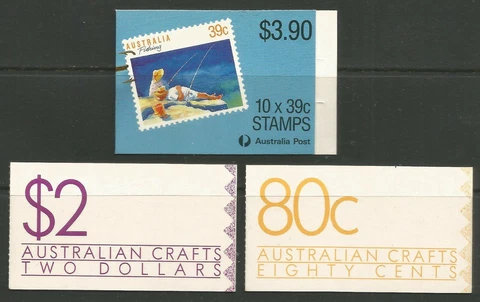 AUSTRALIA 39c
Fishing
$3.90
10 x 39c
STAMPS
Australia Post
$2
AUSTRALIAN CRAFTS
TWO DOLLARS
80c
AUSTRALIAN CRAFTS
EIGHTY CENTS